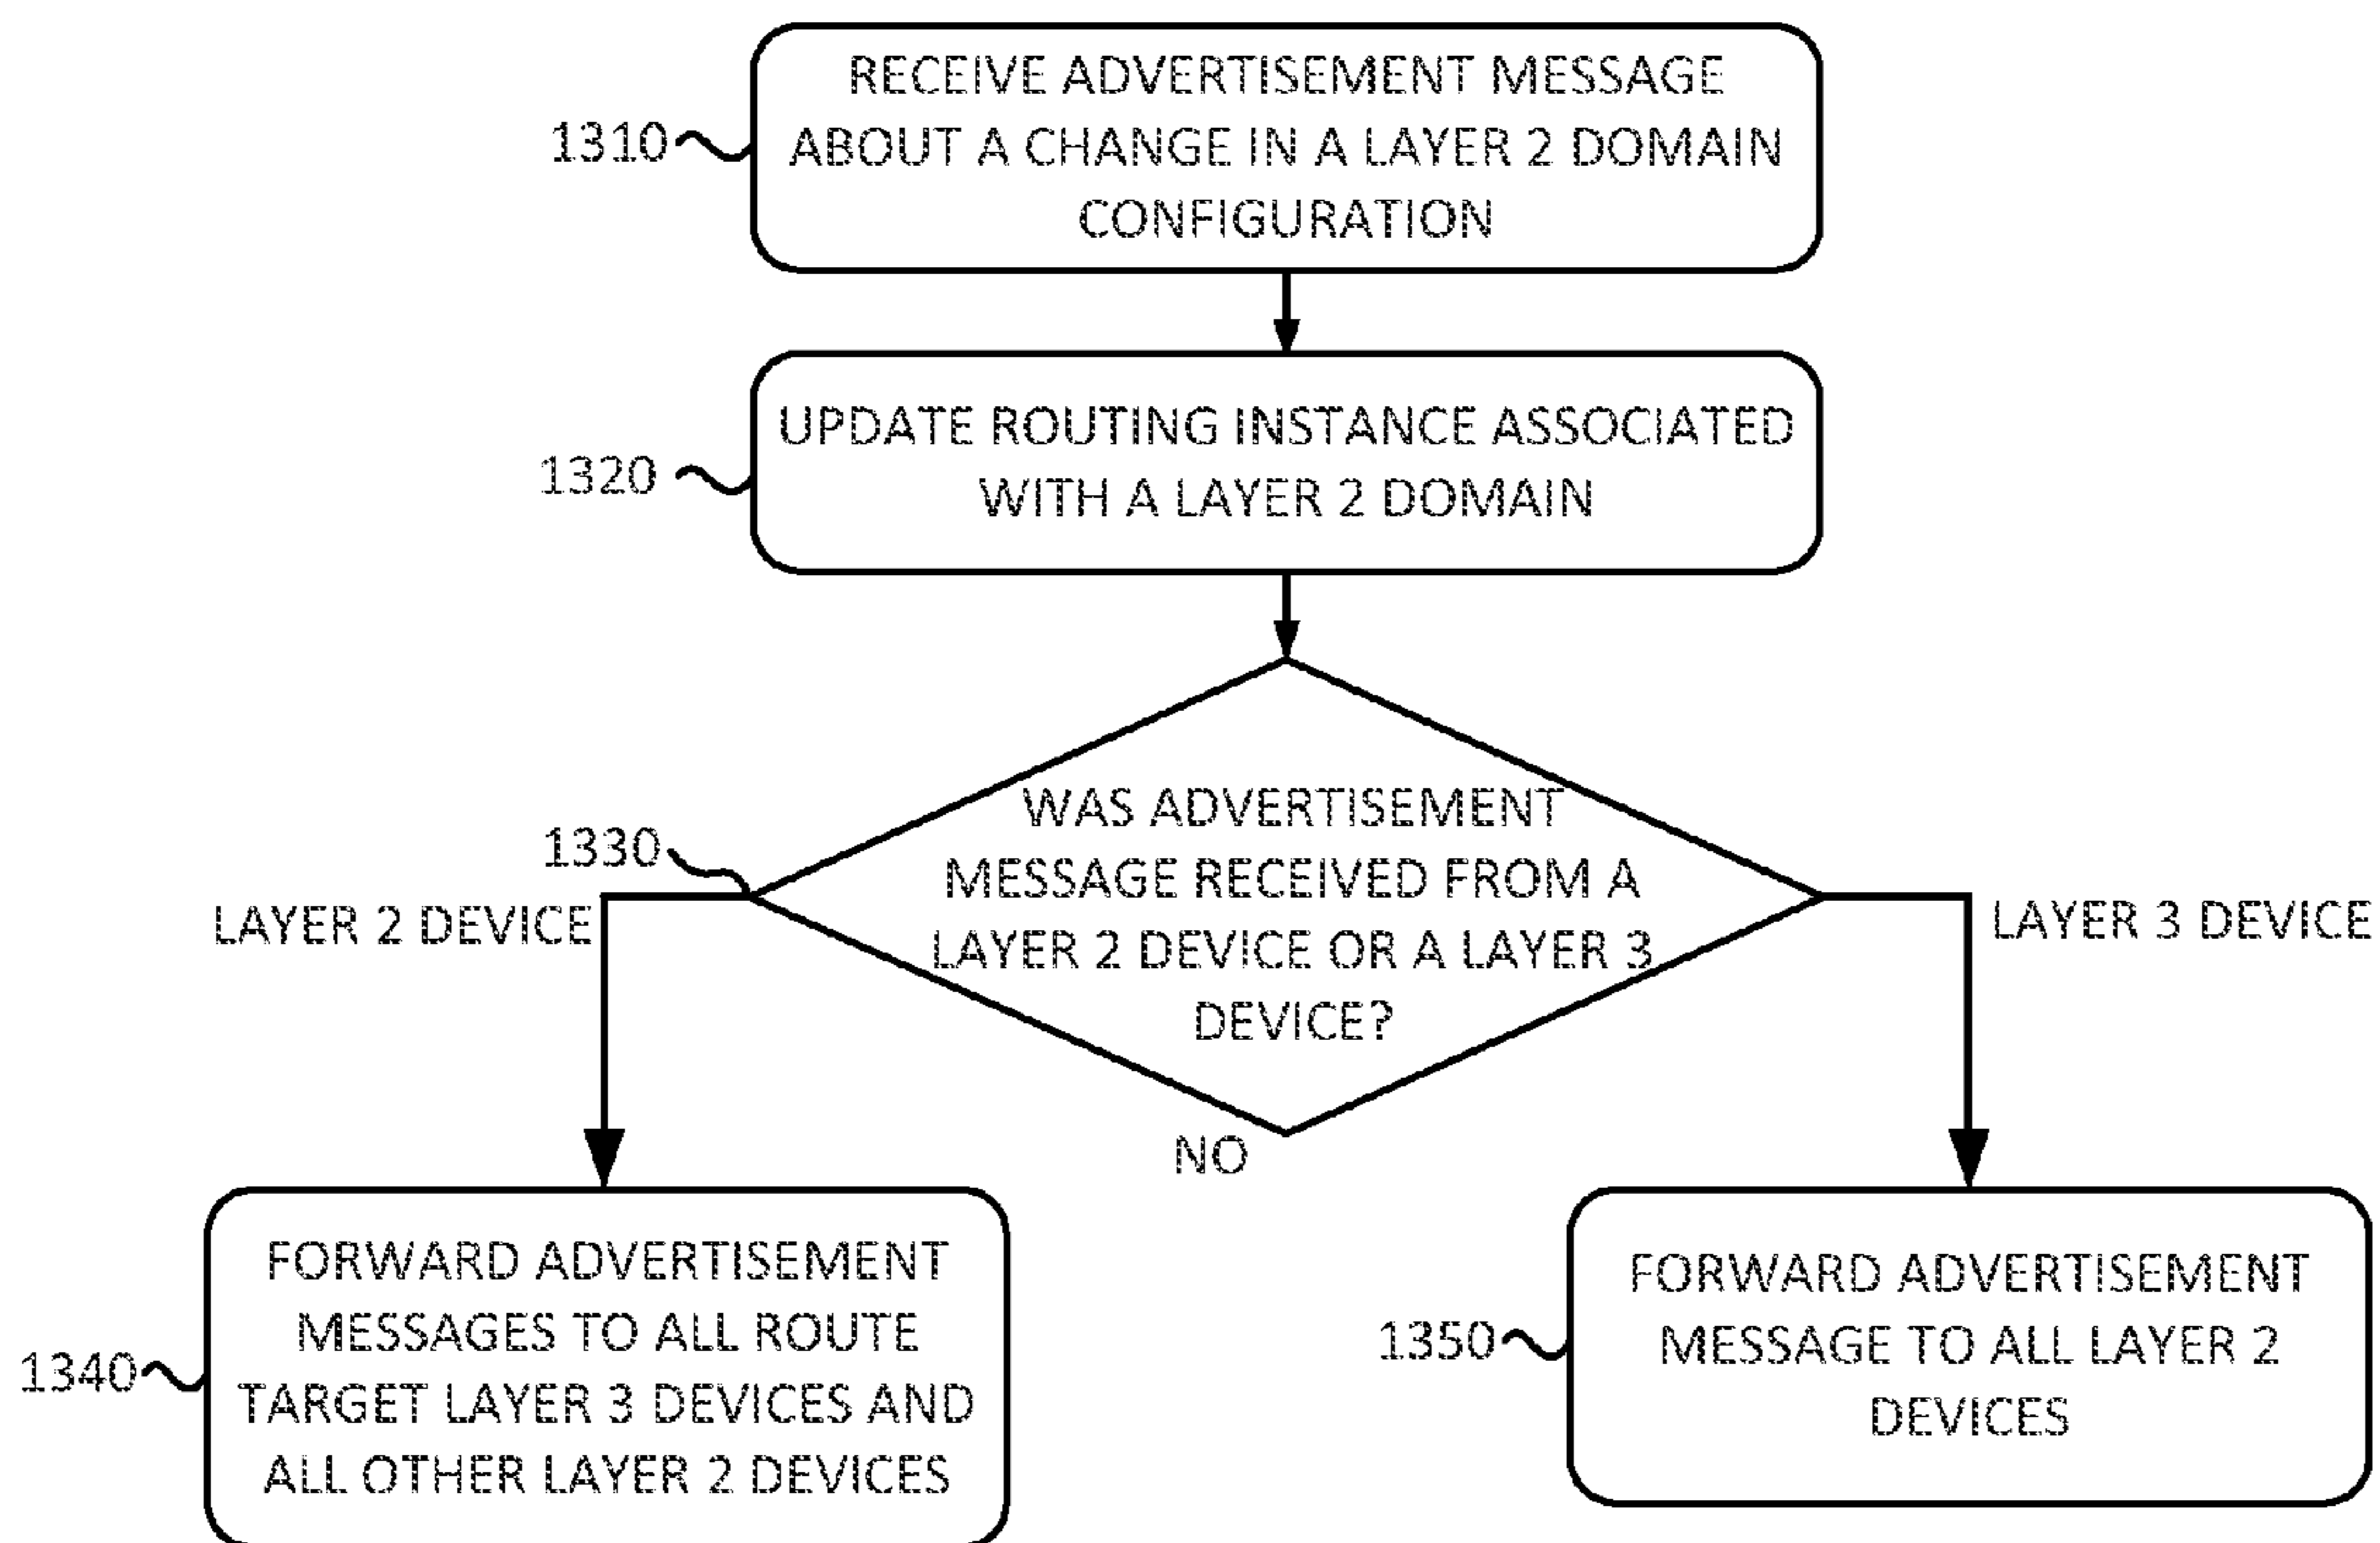 RECEIVE ADVERTISEMENT MESSAGE
ABOUT A CHANGE IN A LAYER 2 DOMAIN
CONFIGURATION
1310
UPDATE ROUTING INSTANCE ASSOCIATED
WITH A LAYER 2 DOMAIN
1320
WAS ADVERTISEMENT
MESSAGE RECEIVED FROM A
LAYER 2 DEVICE OR A LAYER 3
DEVICE?
1330
LAYER 2 DEVICE
LAYER 3 DEVICE
NO
FORWARD ADVERTISEMENT
MESSAGES TO ALL ROUTE
TARGET LAYER 3 DEVICES AND
ALL OTHER LAYER 2 DEVICES
1340
FORWARD ADVERTISEMENT
MESSAGE TO ALL LAYER 2
DEVICES
1350